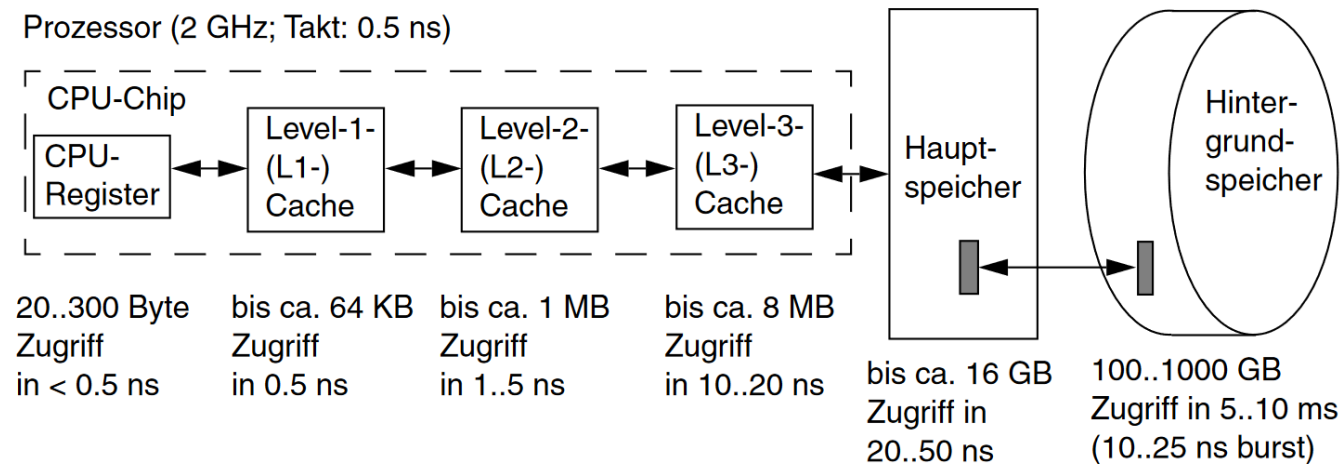 Prozessor (2 GHz; Takt: 0.5 ns)
CPU-Chip
CPU-
Register
Level-1-
(L1-)
Cache
Level-2-
(L2-)
Cache
Level-3-
(L3-)
Cache
Haupt-
speicher
Hinter-
grund-
speicher
20..300 Byte
Zugriff
in < 0.5 ns
bis ca. 64 KB
Zugriff
in 0.5 ns
bis ca. 1 MB
Zugriff
in 1..5 ns
bis ca. 8 MB
Zugriff
in 10..20 ns
bis ca. 16 GB
Zugriff in
20..50 ns
100..1000 GB
Zugriff in 5..10 ms
(10..25 ns burst)